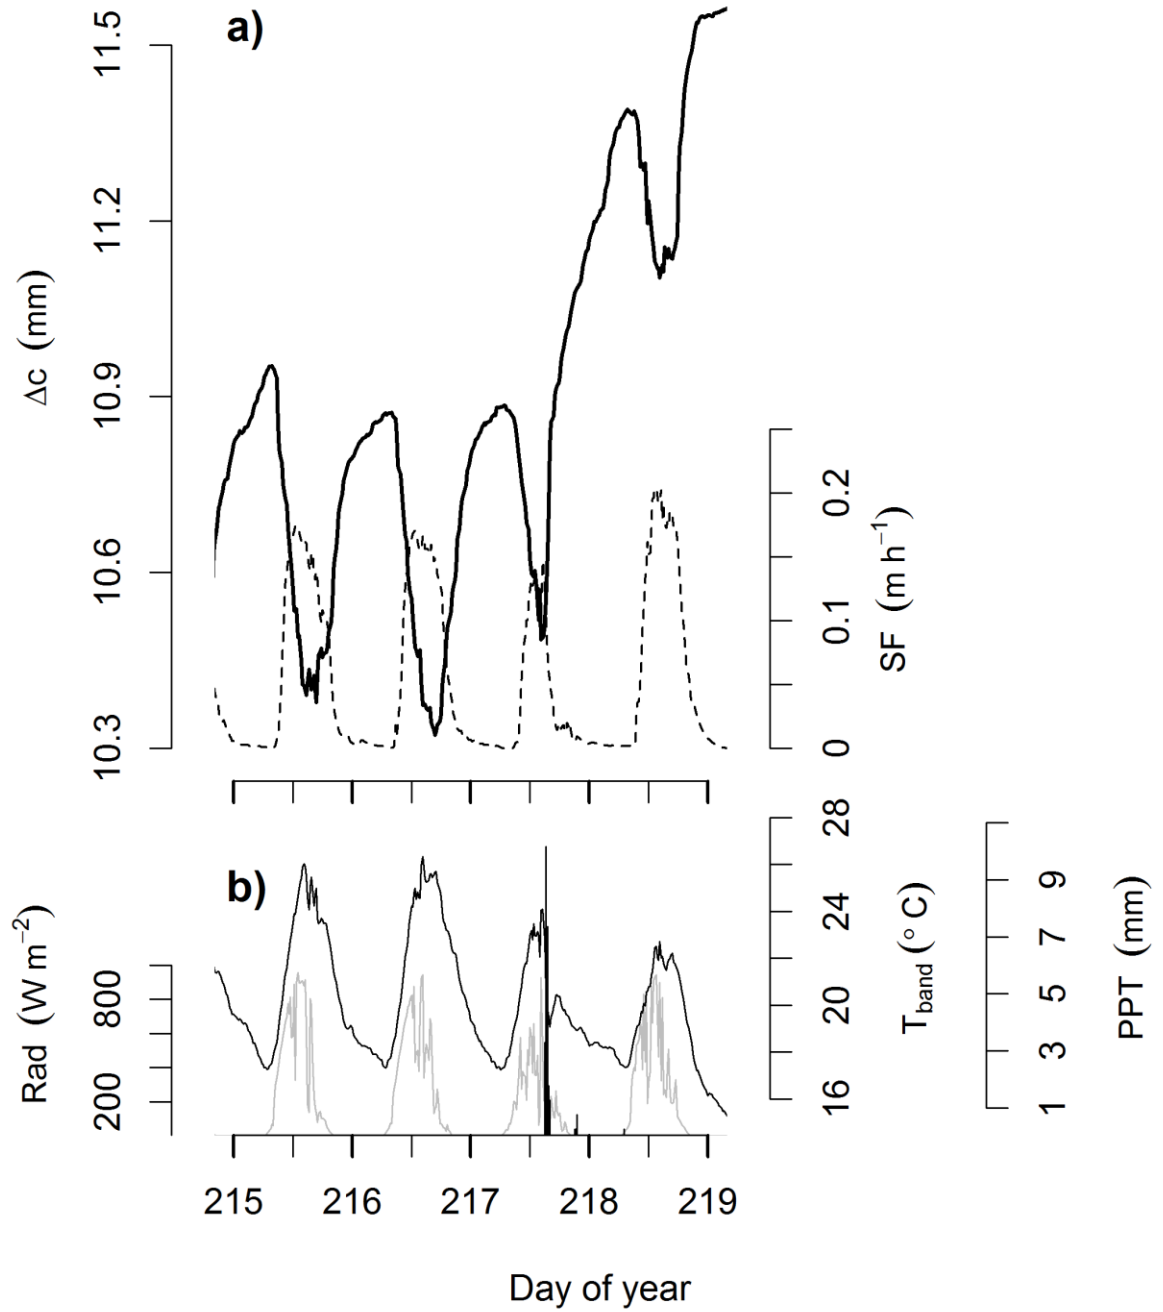 a)
11.5
11.2
10.9
10.6
10.3
Δc (mm)
0.2
0.1
0
SF (m h⁻¹)
b)
800
200
Rad (W m⁻²)
28
24
20
16
T_band (° C)
9
7
5
3
1
PPT (mm)
215 216 217 218 219
Day of year